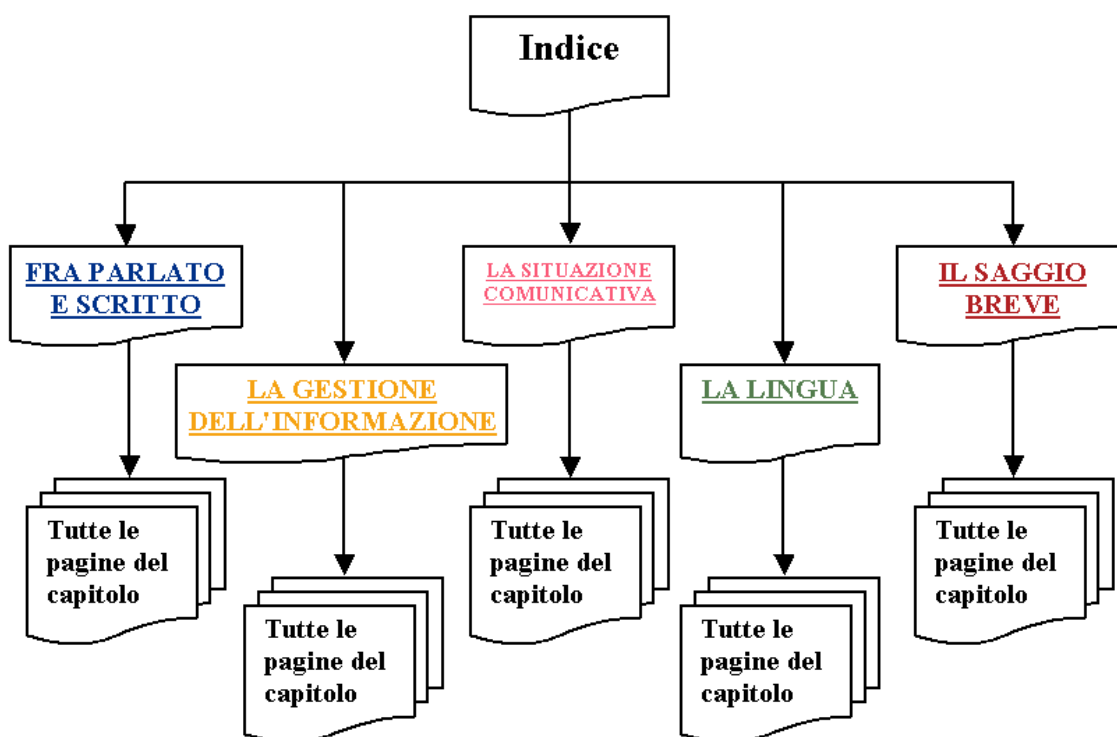 Indice
FRA PARLATO
E SCRITTO
LA SITUAZIONE
COMUNICATIVA
IL SAGGIO
BREVE
LA GESTIONE
DELL'INFORMAZIONE
LA LINGUA
Tutte le
pagine del
capitolo
Tutte le
pagine del
capitolo
Tutte le
pagine del
capitolo
Tutte le
pagine del
capitolo
Tutte le
pagine del
capitolo